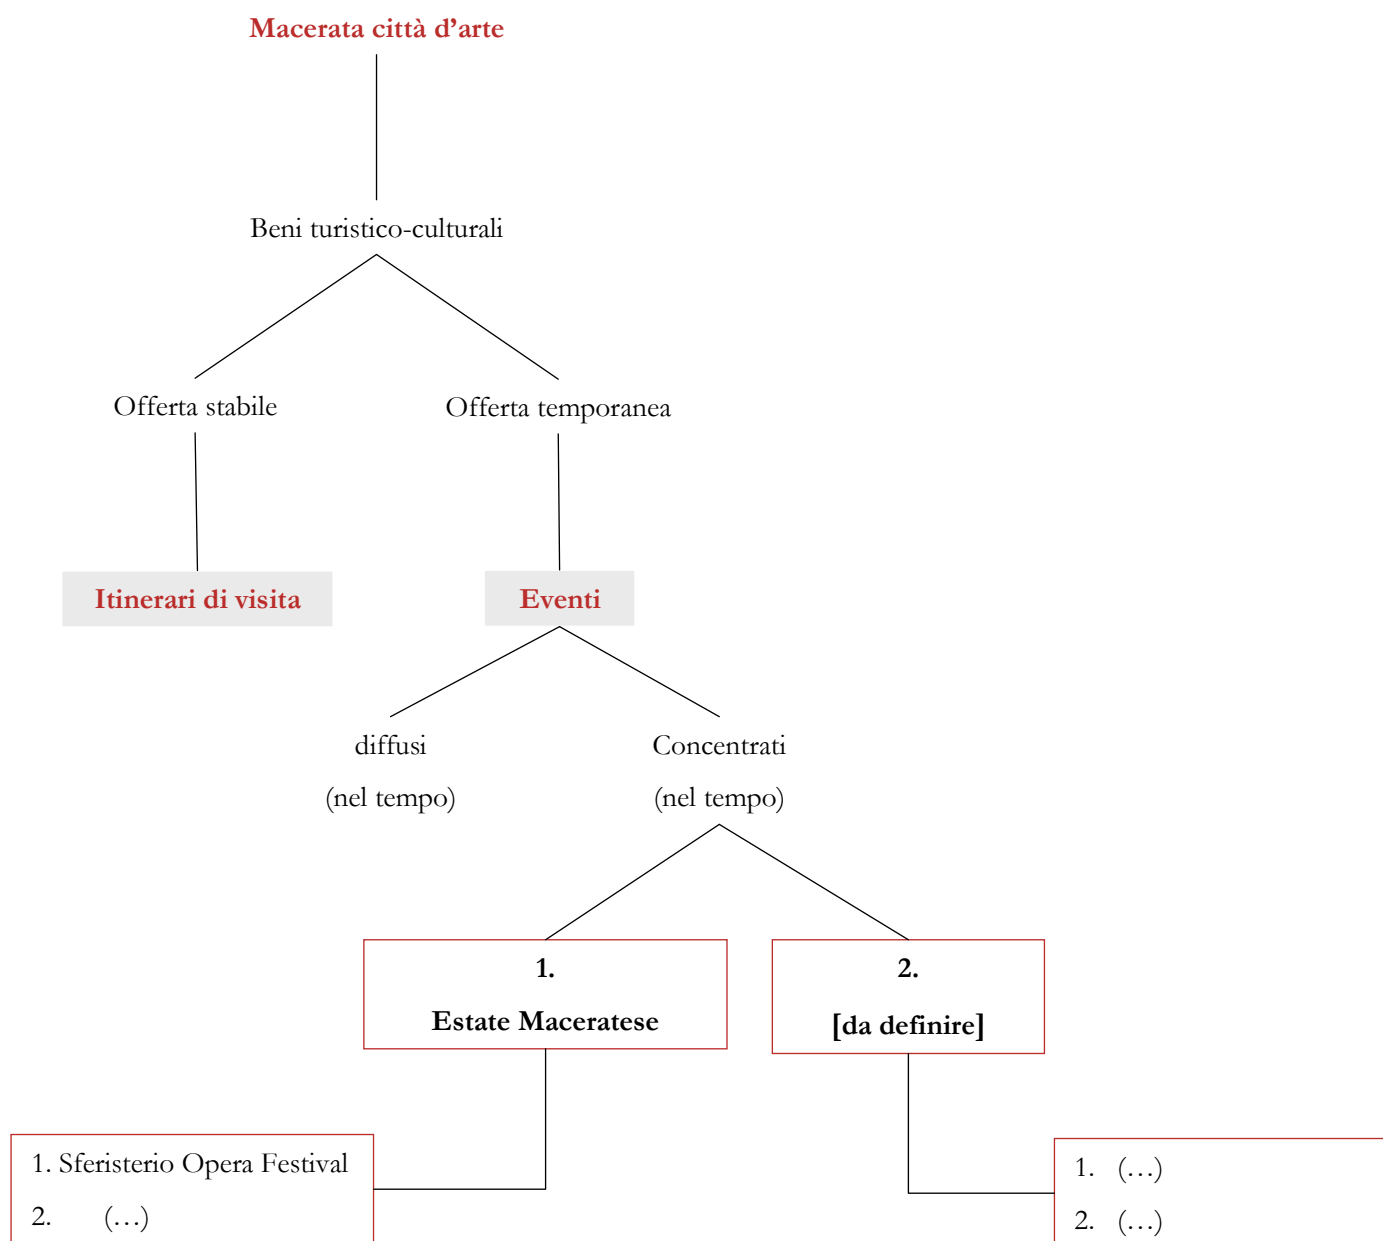 Macerata città d’arte
Beni turistico-culturali
Offerta stabile
Offerta temporanea
Itinerari di visita
Eventi
diffusi
(nel tempo)
Concentrati
(nel tempo)
1.
Estate Maceratese
2.
[da definire]
1. Sferisterio Opera Festival
2. (…)
1. (…)
2. (…)